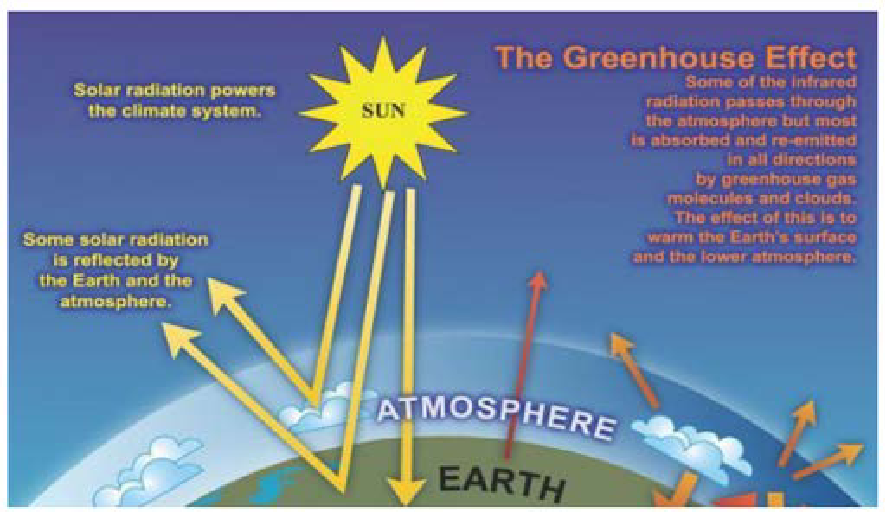 The Greenhouse Effect
Some of the infrared
radiation passes through
the atmosphere but most
is absorbed and re-emitted
in all directions
by greenhouse gas
molecules and clouds.
The effect of this is to
warm the Earth's surface
and the lower atmosphere.
Solar radiation powers
the climate system.
SUN
Some solar radiation
is reflected by
the Earth and the
atmosphere.
ATMOSPHERE
EARTH